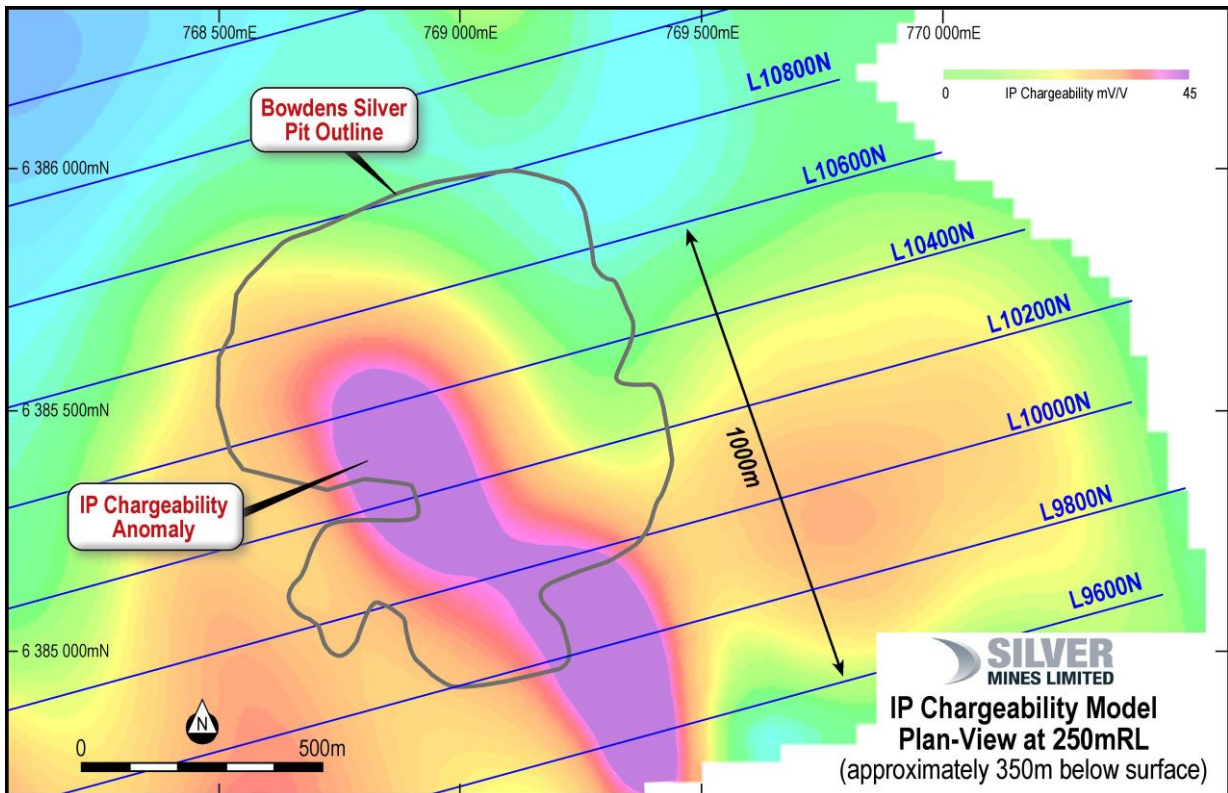 768 500mE
769 000mE
769 500mE
770 000mE
0
IP Chargeability mV/V
45
L10800N
Bowdens Silver
Pit Outline
6 386 000mN
L10600N
L10400N
L10200N
6 385 500mN
L10000N
1000m
IP Chargeability
Anomaly
L9800N
L9600N
6 385 000mN
SILVER
MINES LIMITED
IP Chargeability Model
Plan-View at 250mRL
(approximately 350m below surface)
N
0
500m